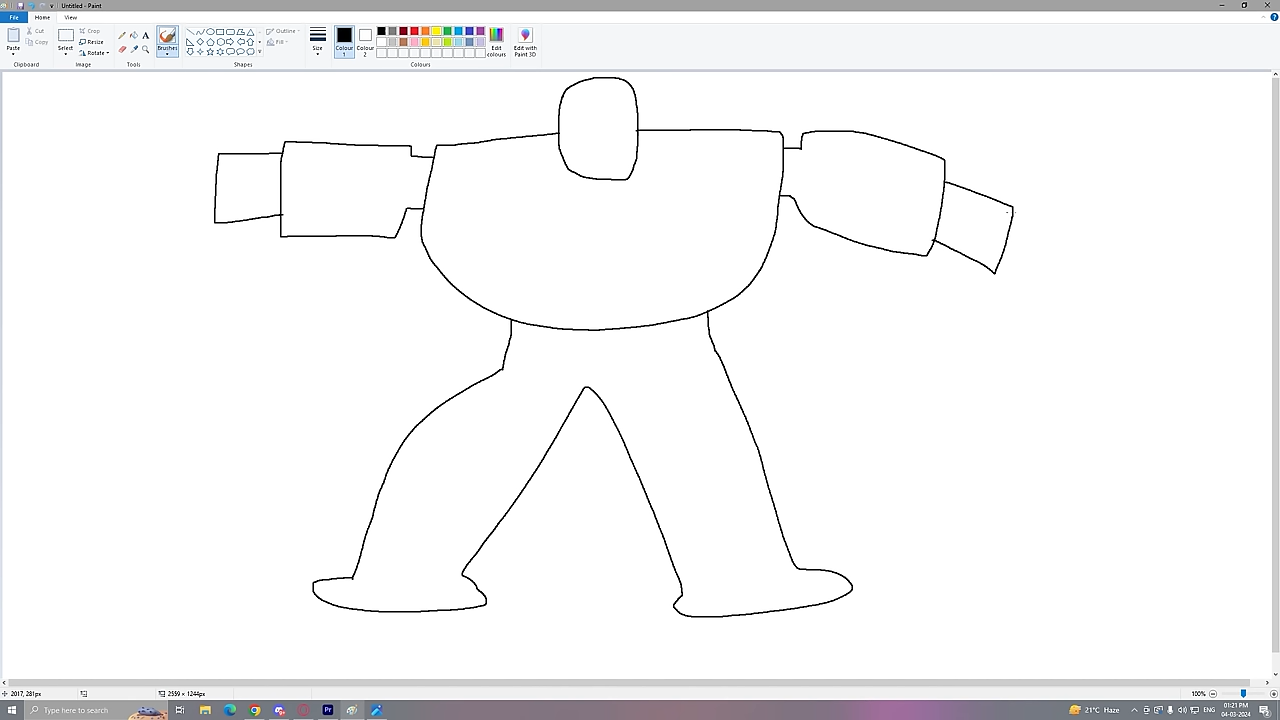 Untitled - Paint
File Home View
Paste
Cut
Copy
Clipboard
Select
Crop
Resize
Rotate
Image
A
Tools
Brushes
Outline
Fill
Shapes
Size
Colour 1
Colour 2
Edit colours
Edit with Paint 3D
Colours
2017, 281px
2559 × 1244px
100%
Type here to search
Pr
21°C Haze
ENG
01:21 PM
04-03-2024